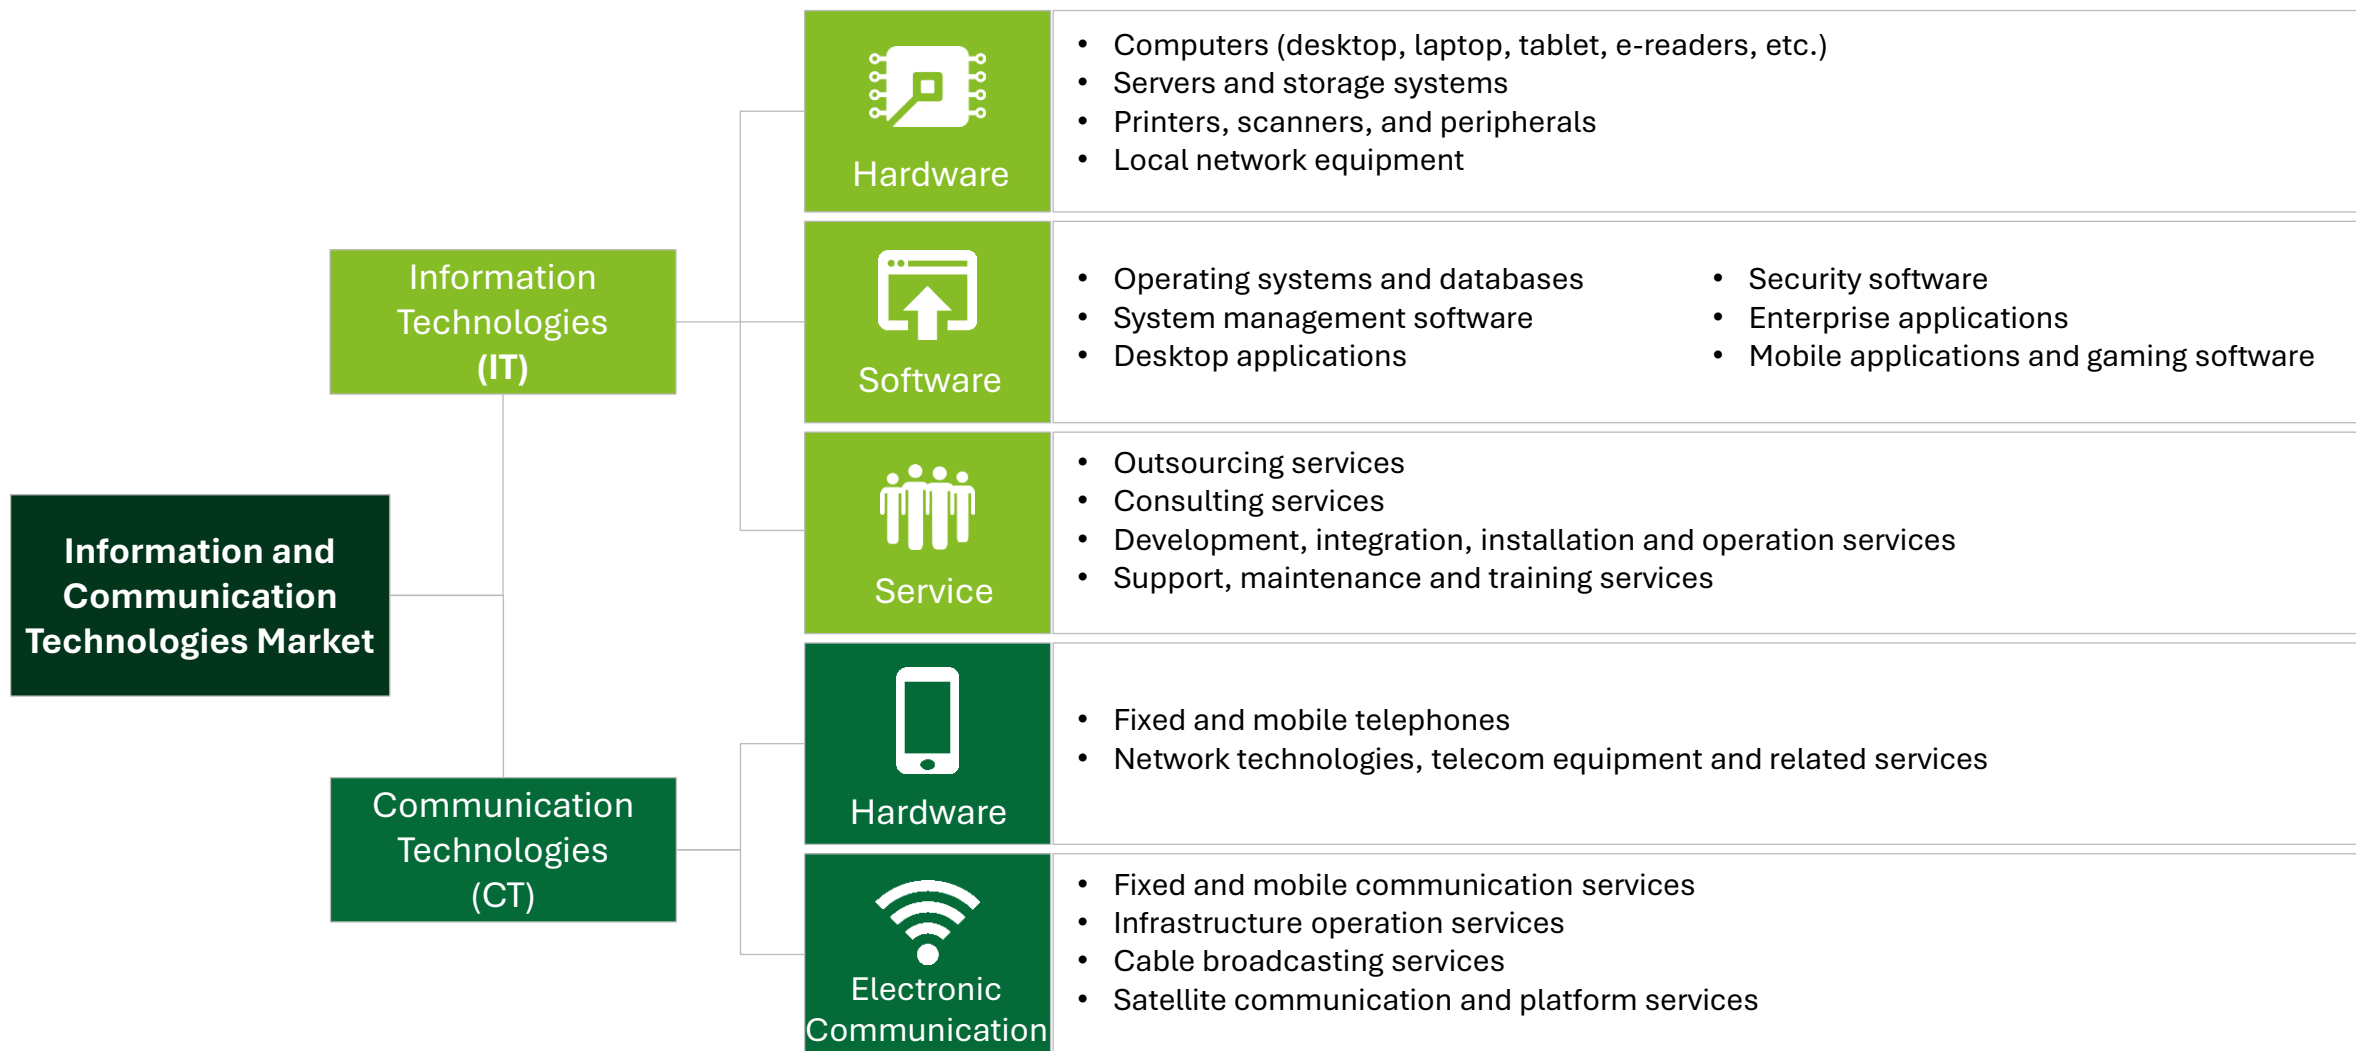 Information and
Communication
Technologies Market
Information
Technologies
(IT)
Hardware
• Computers (desktop, laptop, tablet, e-readers, etc.)
• Servers and storage systems
• Printers, scanners, and peripherals
• Local network equipment
Software
• Operating systems and databases
• System management software
• Desktop applications
• Security software
• Enterprise applications
• Mobile applications and gaming software
Service
• Outsourcing services
• Consulting services
• Development, integration, installation and operation services
• Support, maintenance and training services
Communication
Technologies
(CT)
Hardware
• Fixed and mobile telephones
• Network technologies, telecom equipment and related services
Electronic
Communication
• Fixed and mobile communication services
• Infrastructure operation services
• Cable broadcasting services
• Satellite communication and platform services